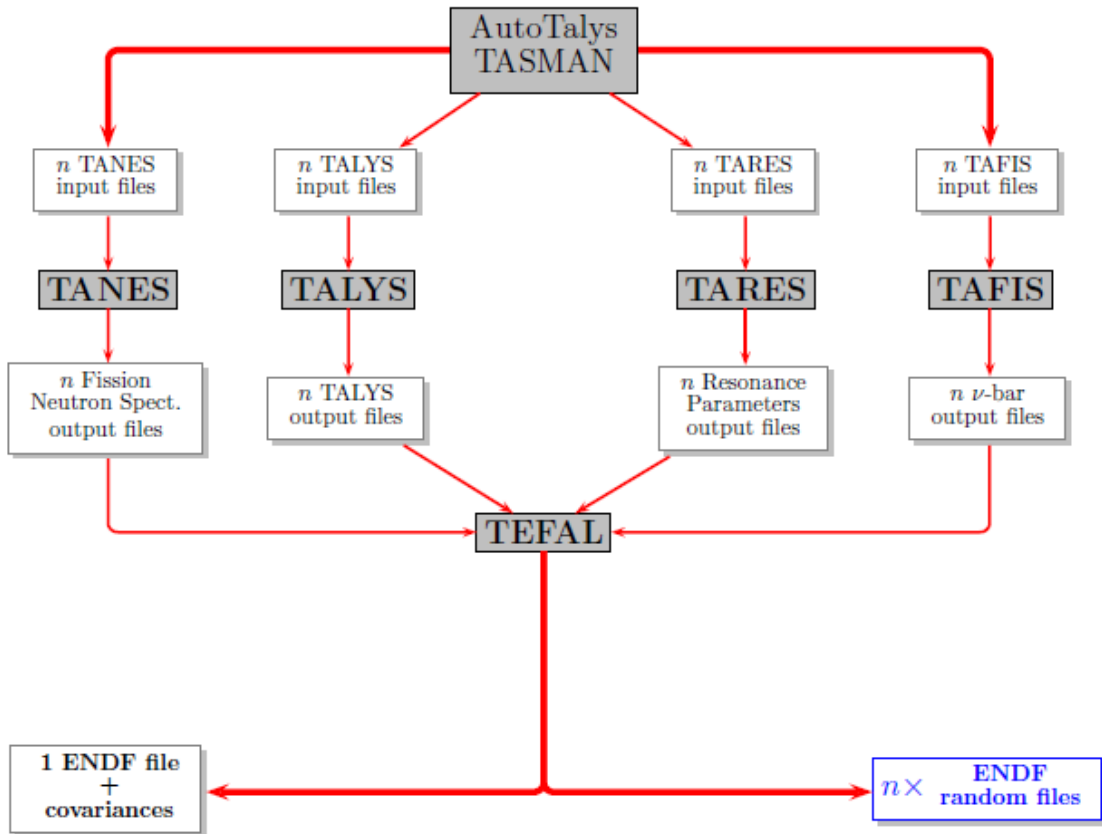 AutoTalys
TASMAN
n TANES
input files
n TALYS
input files
n TARES
input files
n TAFIS
input files
TANES
TALYS
TARES
TAFIS
n Fission
Neutron Spect.
output files
n TALYS
output files
n Resonance
Parameters
output files
n ν-bar
output files
TEFAL
1 ENDF file
+
covariances
n× ENDF
random files